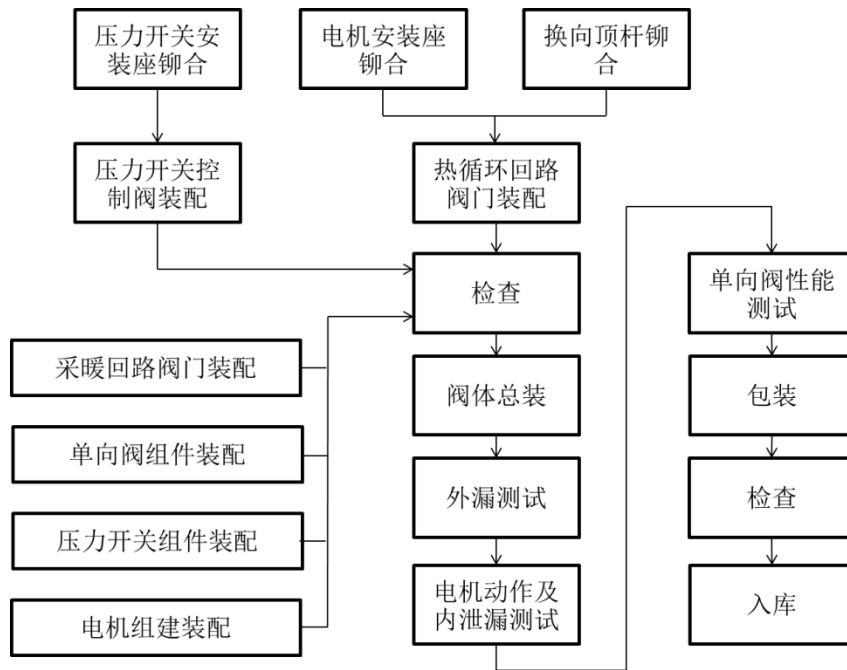 压力开关安
装座铆合
电机安装座
铆合
换向顶杆铆
合
压力开关控
制阀装配
热循环回路
阀门装配
检查
单向阀性能
测试
采暖回路阀门装配
阀体总装
包装
单向阀组件装配
外漏测试
检查
压力开关组件装配
电机动作及
内泄漏测试
入库
电机组建装配